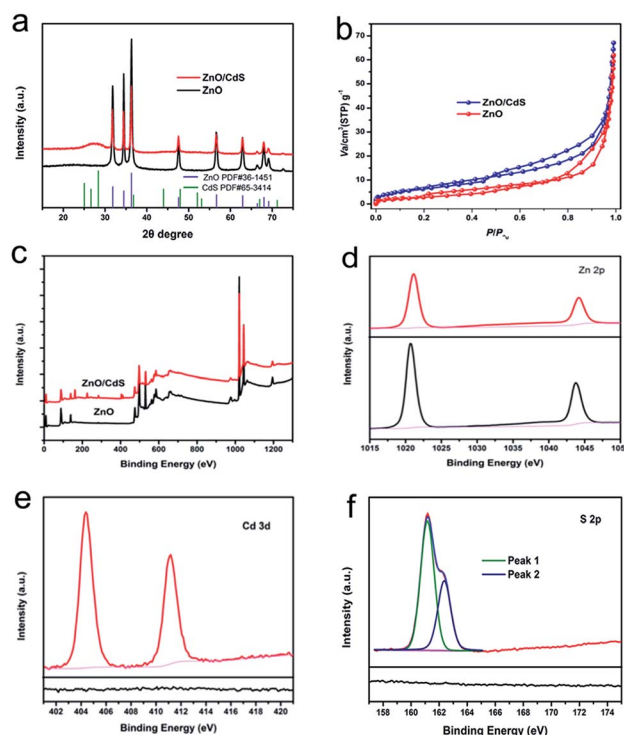 a
Intensity (a.u.)
ZnO/CdS
ZnO
ZnO PDF#36-1451
CdS PDF#65-3414
20 30 40 50 60 70
2θ degree
b
Va/cm³(STP) g⁻¹
70
60
50
40
30
20
10
0
ZnO/CdS
ZnO
0.0 0.2 0.4 0.6 0.8 1.0
P/P
c
Intensity (a.u.)
ZnO/CdS
ZnO
0 200 400 600 800 1000 1200
Binding Energy (eV)
d
Intensity (a.u.)
Zn 2p
1015 1020 1025 1030 1035 1040 1045 105
Binding Energy (eV)
e
Intensity (a.u.)
Cd 3d
402 404 406 408 410 412 414 416 418 420
Binding Energy (eV)
f
Intensity (a.u.)
S 2p
Peak 1
Peak 2
158 160 162 164 166 168 170 172 174
Binding Energy (eV)